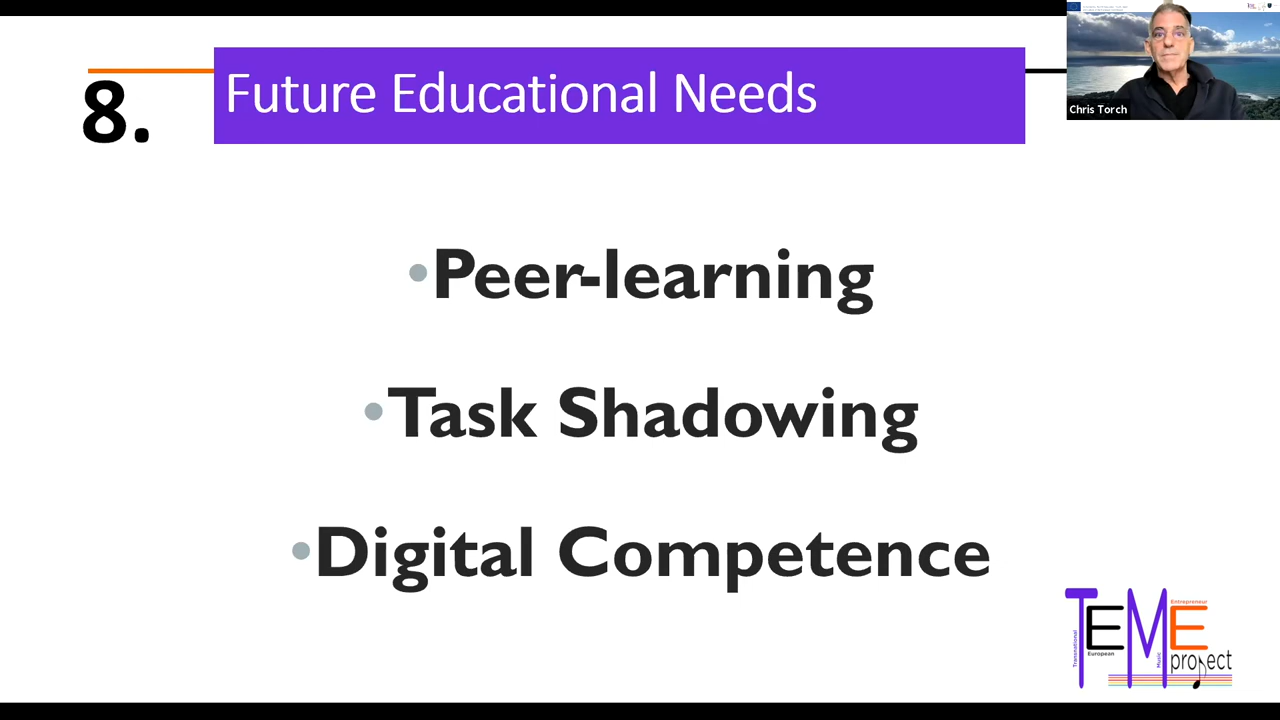 8.
Future Educational Needs
Chris Torch
•Peer-learning
•Task Shadowing
•Digital Competence
TEME
Transnational
European
Music
Entrepreneur
project